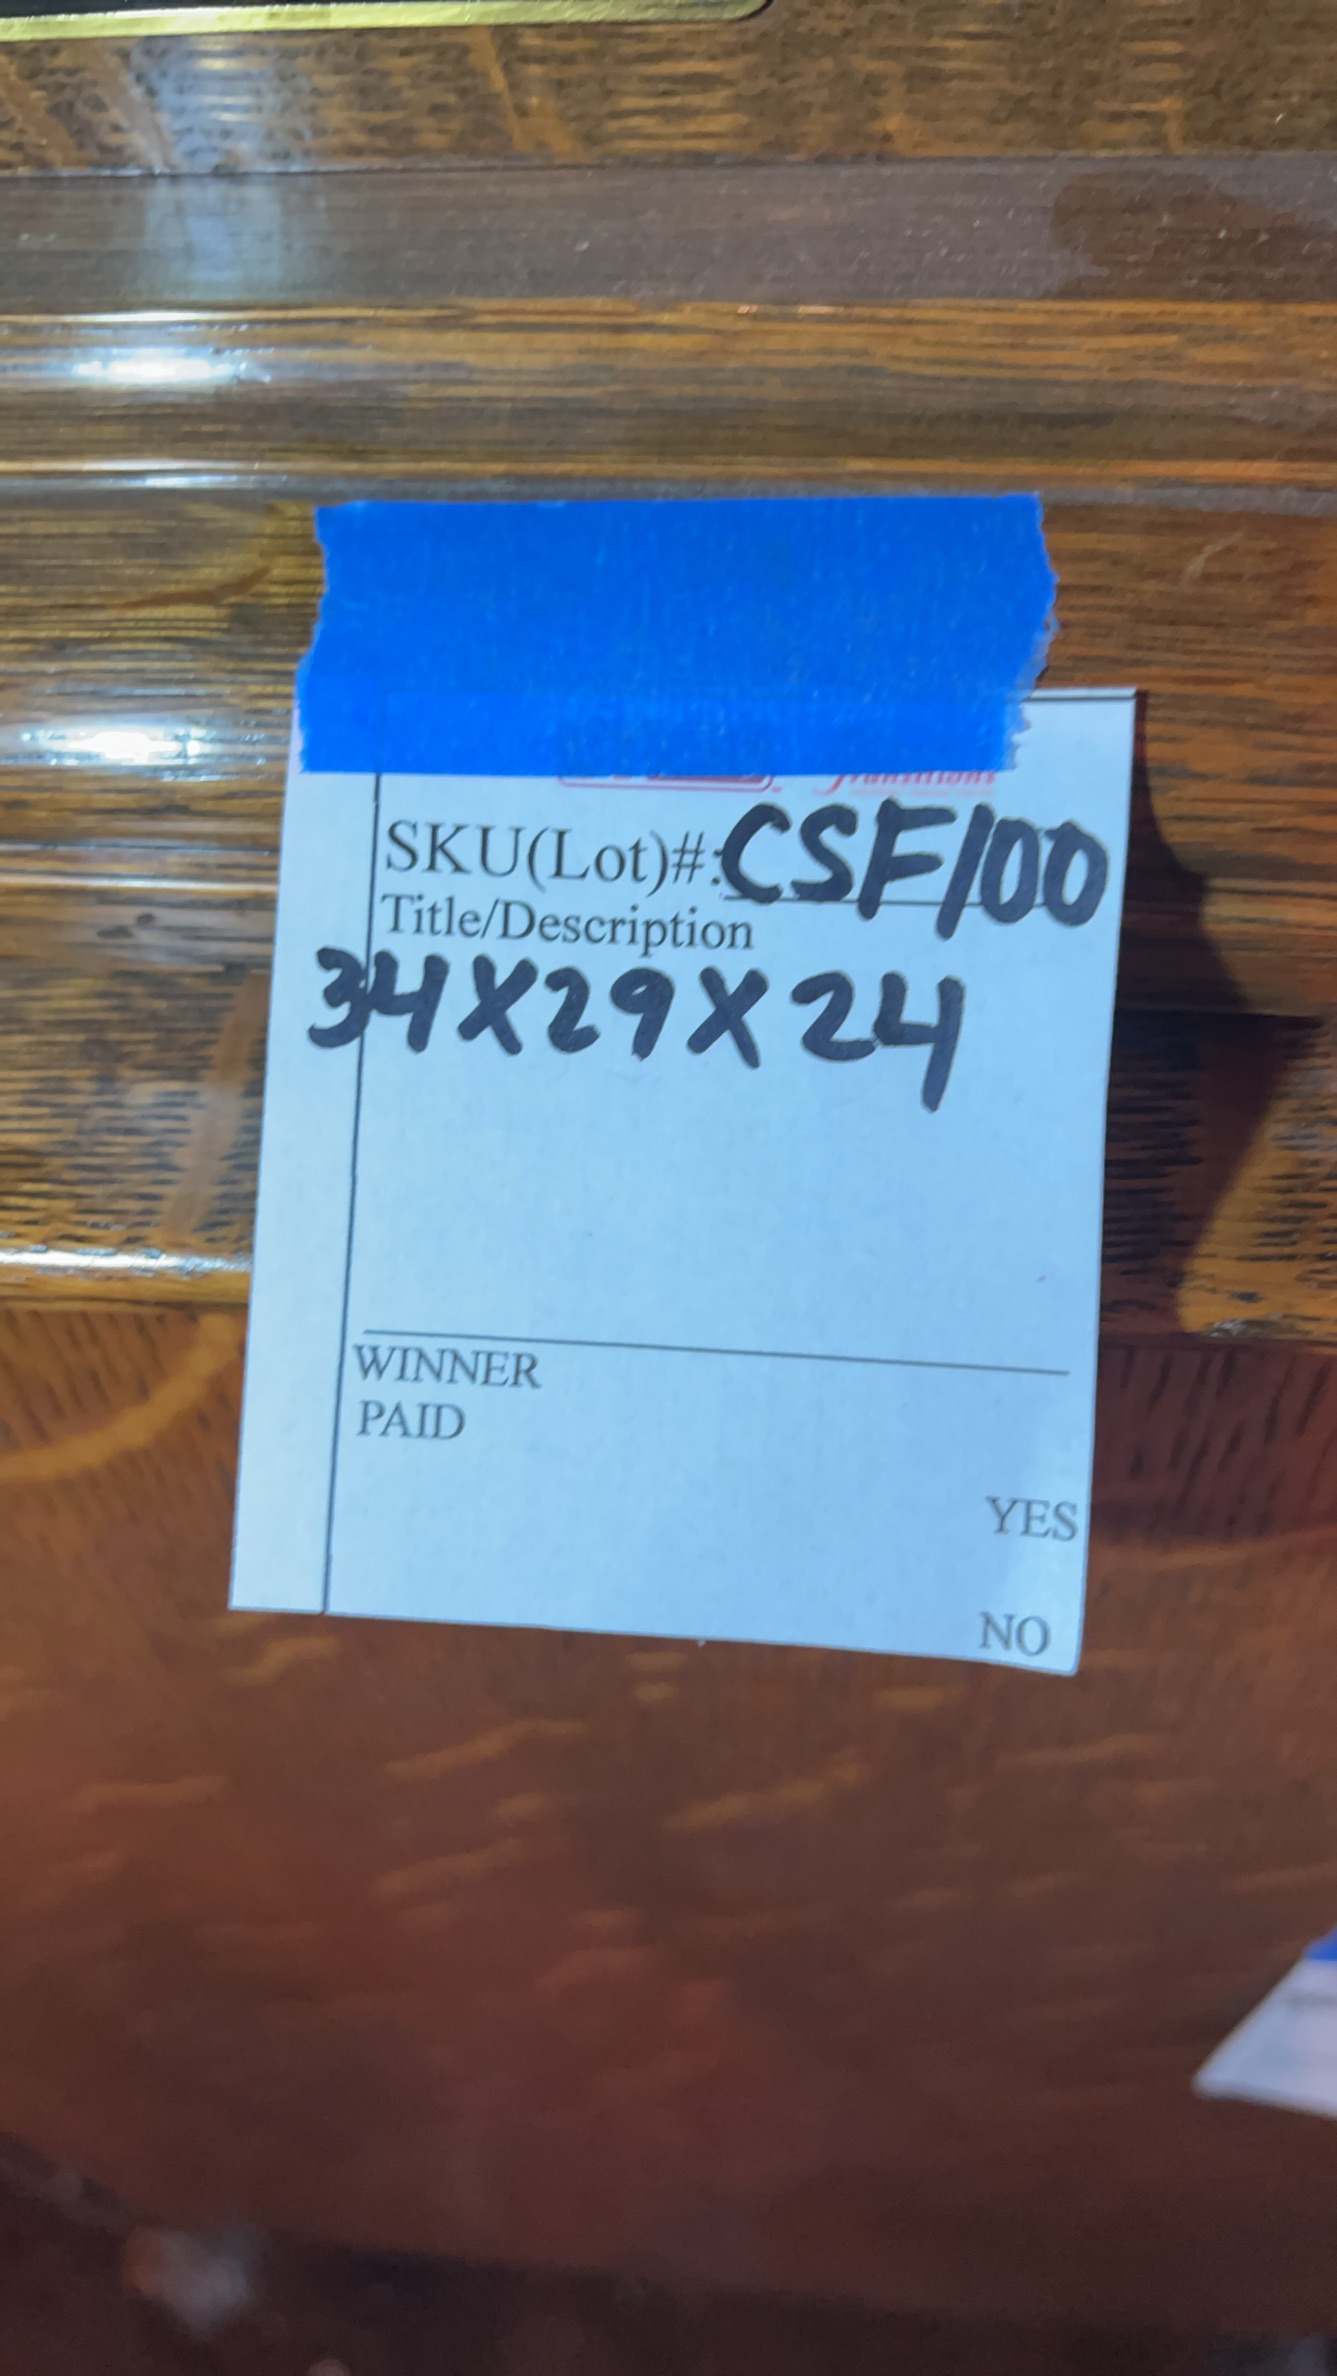 SKU(Lot)#: CSF100
Title/Description
34X29X24
WINNER
PAID
YES
NO